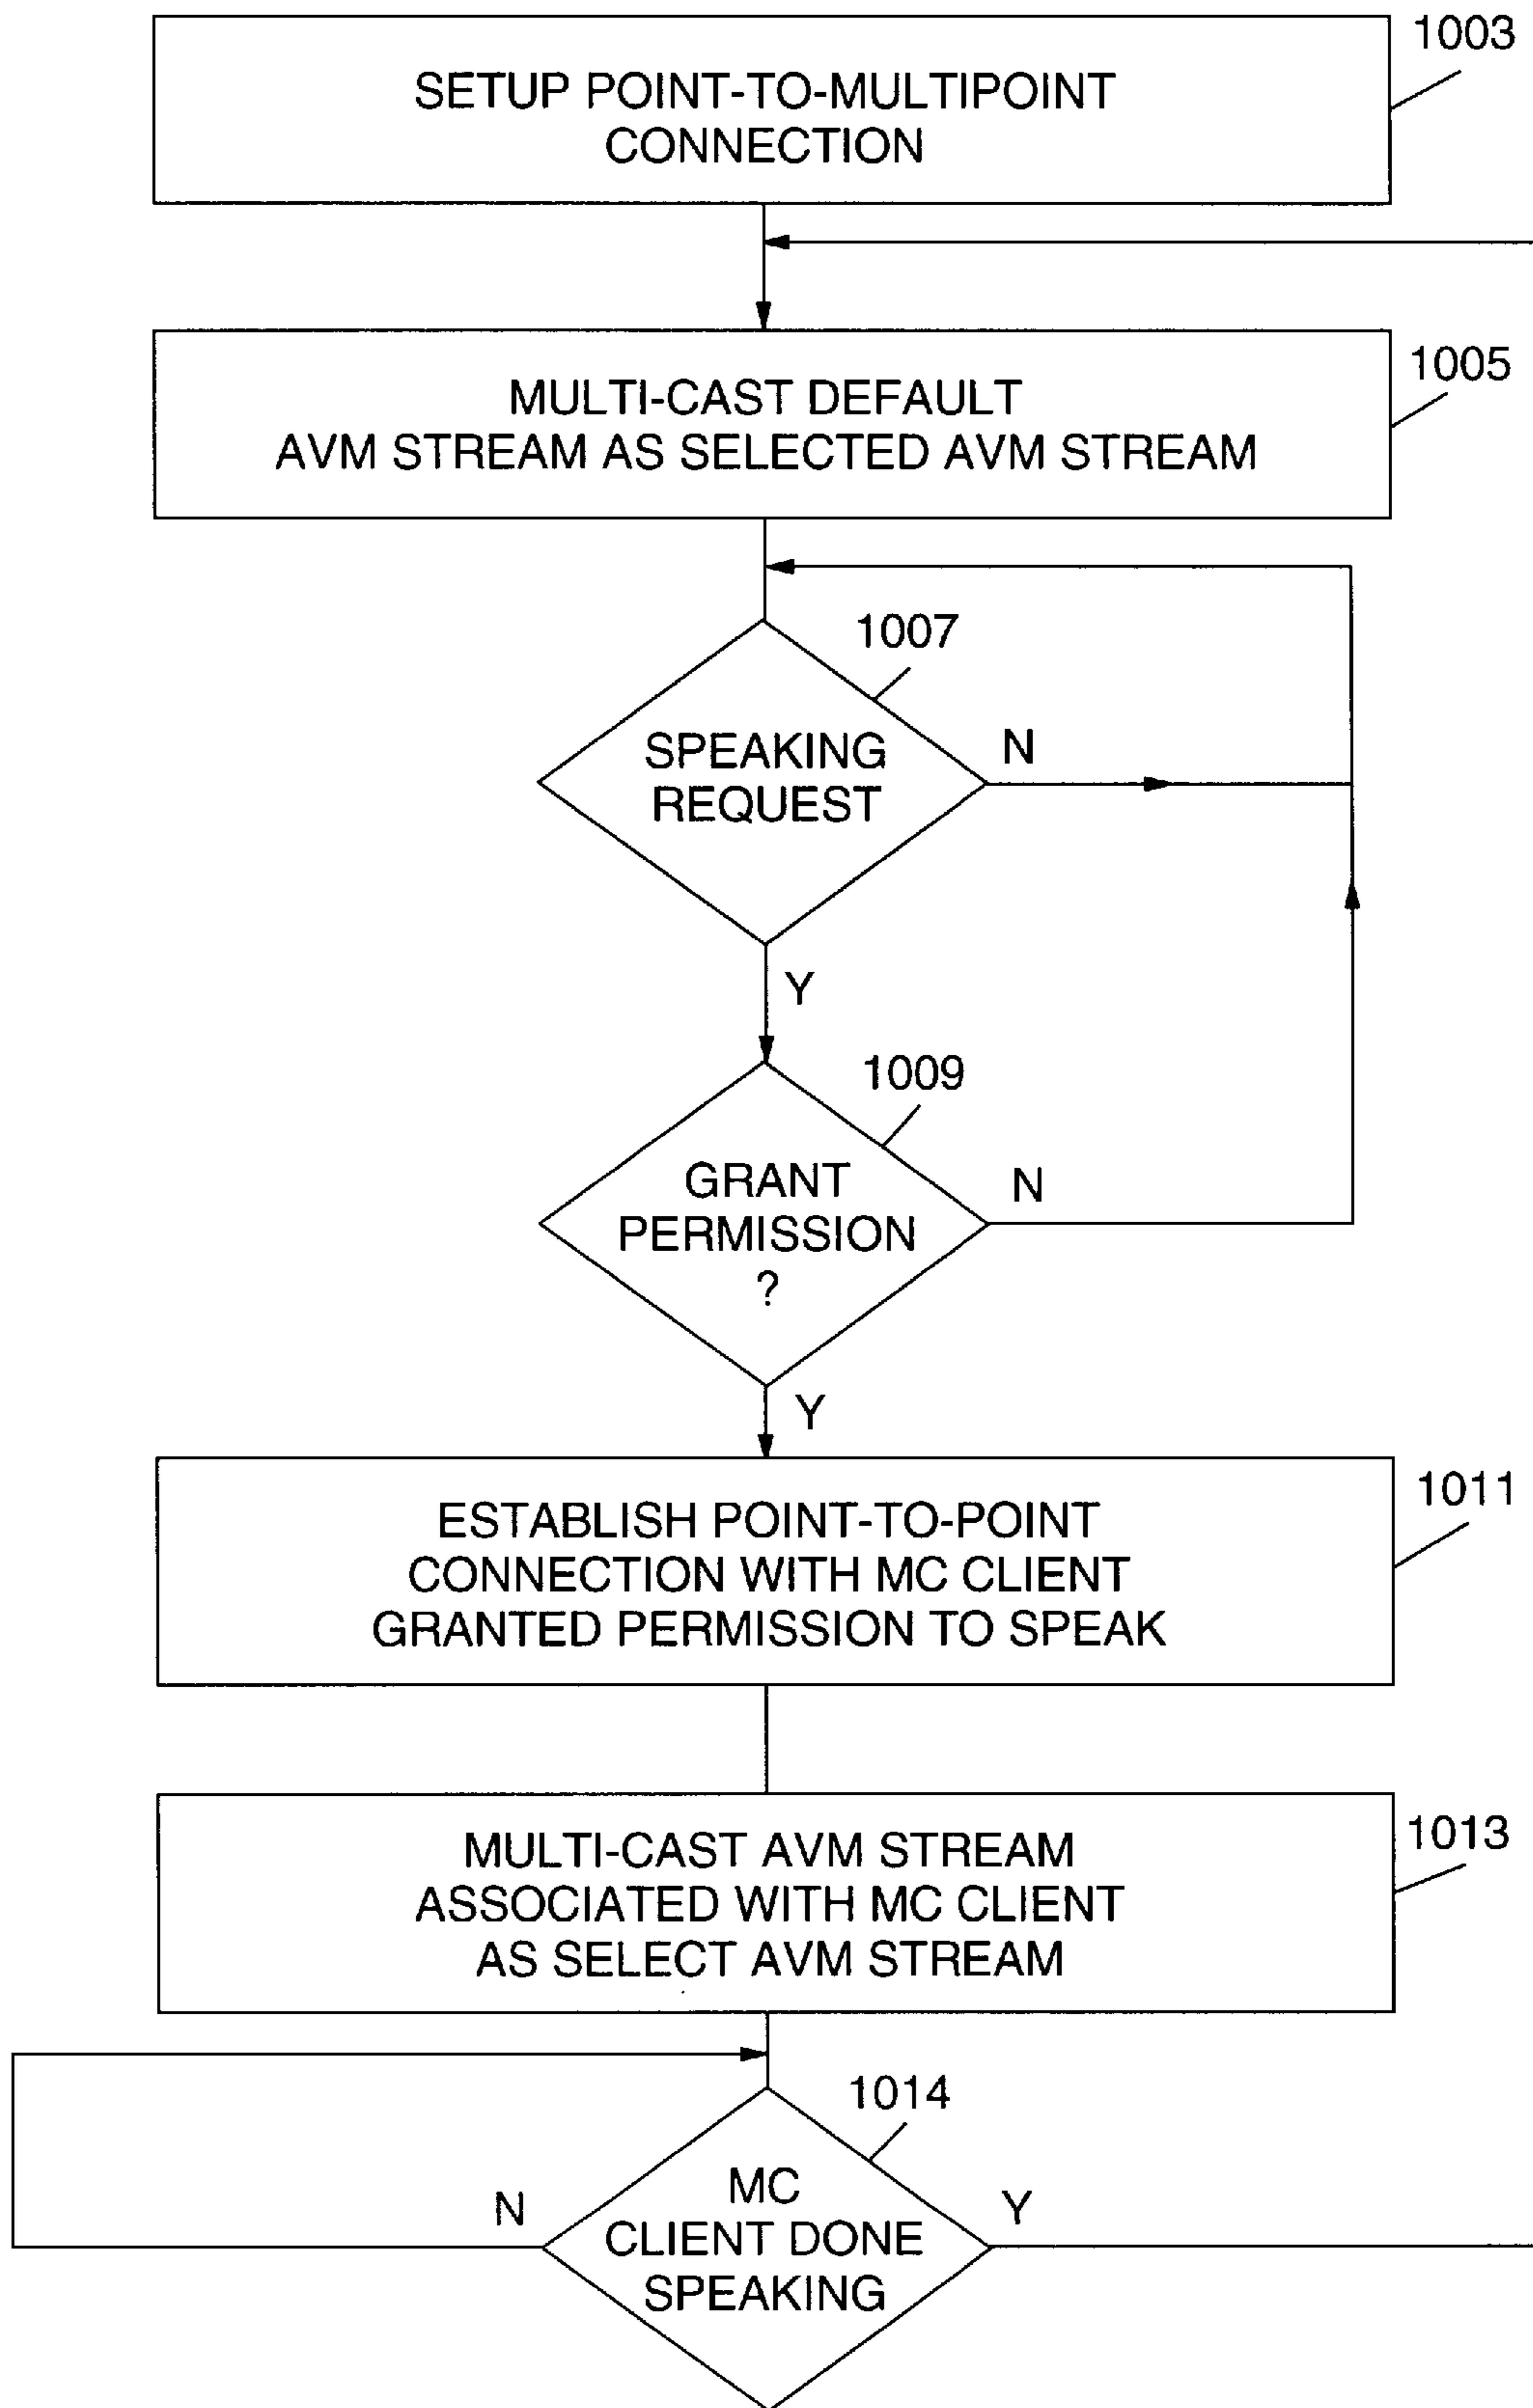 1003
SETUP POINT-TO-MULTIPOINT
CONNECTION
1005
MULTI-CAST DEFAULT
AVM STREAM AS SELECTED AVM STREAM
1007
SPEAKING
REQUEST
N
Y
1009
GRANT
PERMISSION
?
N
Y
1011
ESTABLISH POINT-TO-POINT
CONNECTION WITH MC CLIENT
GRANTED PERMISSION TO SPEAK
1013
MULTI-CAST AVM STREAM
ASSOCIATED WITH MC CLIENT
AS SELECT AVM STREAM
1014
MC
CLIENT DONE
SPEAKING
N
Y